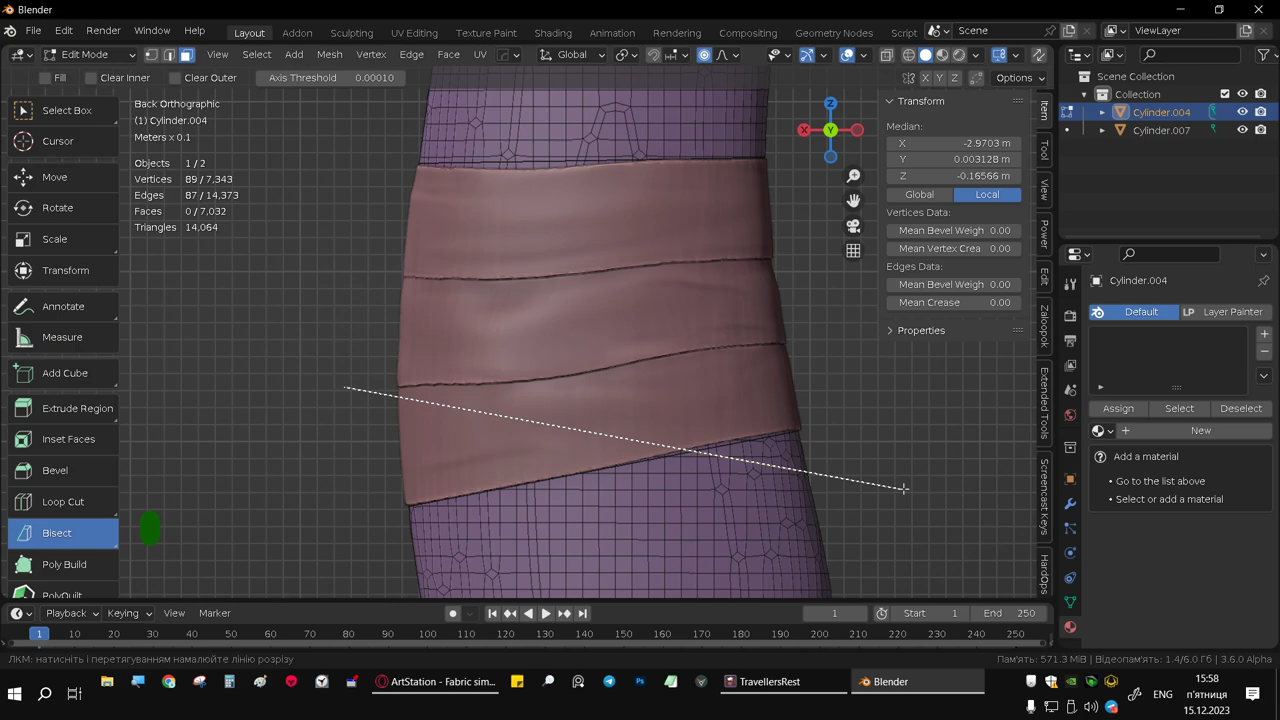 Blender
File Edit Render Window Help Layout Addon Sculpting UV Editing Texture Paint Shading Animation Rendering Compositing Geometry Nodes Script Scene ViewLayer
Edit Mode View Select Add Mesh Vertex Edge Face UV Global
Fill Clear Inner Clear Outer Axis Threshold 0.00010 X Y Z Options
Select Box
Cursor
Move
Rotate
Scale
Transform
Annotate
Measure
Add Cube
Extrude Region
Inset Faces
Bevel
Loop Cut
Bisect
Poly Build
PolyQuilt
Back Orthographic
(1) Cylinder.004
Meters x 0.1
Objects 1 / 2
Vertices 89 / 7,343
Edges 87 / 14,373
Faces 0 / 7,032
Triangles 14,064
Z
X Y
Transform
Median:
X -2.9703 m
Y 0.003128 m
Z -0.16566 m
Global Local
Vertices Data:
Mean Bevel Weigh 0.00
Mean Vertex Crea 0.00
Edges Data:
Mean Bevel Weigh 0.00
Mean Crease 0.00
Properties
Item
Tool
View
Power
Edit
Zaloopok
Extended Tools
Screencast Keys
HardOps
Scene Collection
Collection
Cylinder.004
Cylinder.007
Cylinder.004
Default LP Layer Painter
Assign Select Deselect
New
Add a material
Go to the list above
Select or add a material
Playback Keying View Marker 1 Start 1 End 250
1 10 20 30 40 50 60 70 80 90 100 110 120 130 140 150 160 170 180 190 200 210 220 230 240 250
ЛКМ: натисніть і перетягуванням намалюйте лінію розрізу Пам'ять: 571.3 MiB | Відеопам'ять: 1.4/6.0 Гб | 3.6.0 Alpha
ArtStation - Fabric sim... TravellersRest Blender
ENG
15:58
п'ятниця
15.12.2023